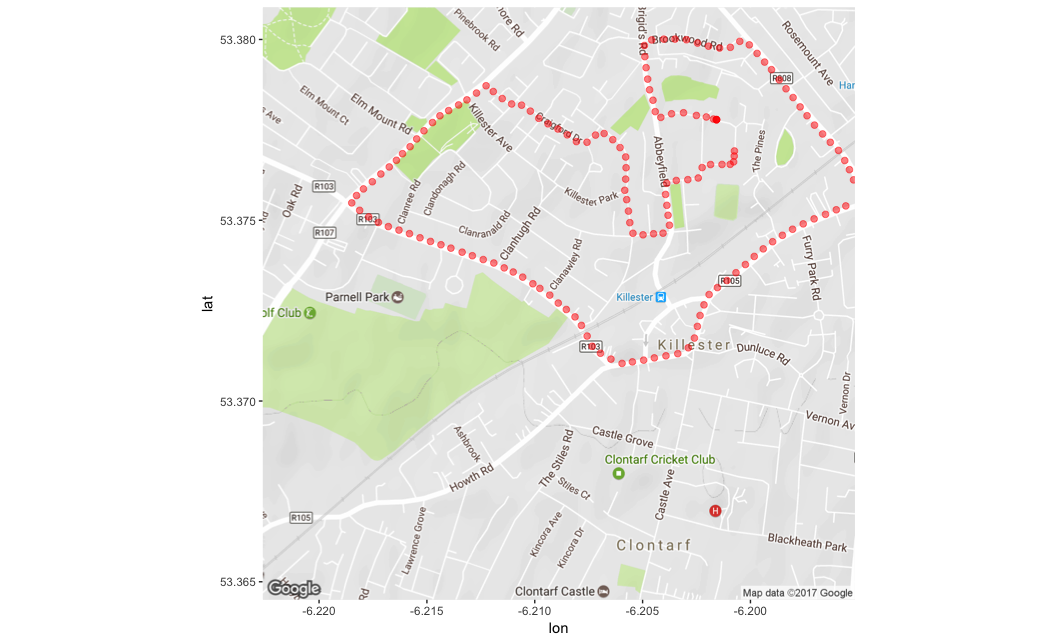 53.380
53.375
53.370
53.365
lat
-6.220
-6.215
-6.210
-6.205
-6.200
lon
Pinebrook Rd
ore Rd
Brookwood Rd
Rosemount Ave
R808
Har
Elm Mount Ct
Elm Mount Rd
Ave
Killester Ave
Craigford Dr
Abbeyfield
The Pines
R103
Oak Rd
R103
R107
Clanree Rd
Clandonagh Rd
Killester Park
Clanranald Rd
Clanhugh Rd
Clanawley Rd
Furry Park Rd
Parnell Park
olf Club
Killester
R105
R103
Killester
Dunluce Rd
Vernon Dr
Vernon Av
Ashbrook
Castle Grove
Clontarf Cricket Club
Howth Rd
The Stiles Rd
Stiles Ct
Castle Ave
H
R105
Lawrence Grove
Kincora Ave
Kincora Dr
Clontarf
Blackheath Park
Rd
Clontarf Castle
Google
Map data ©2017 Google